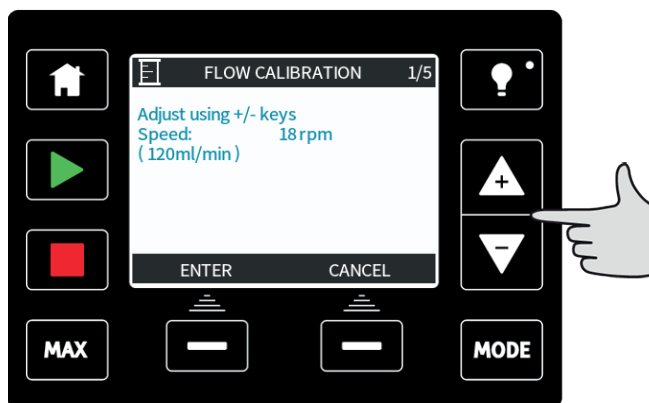 FLOW CALIBRATION 1/5
Adjust using +/- keys
Speed: 18 rpm
( 120ml/min )
+
−
ENTER CANCEL
MAX
MODE